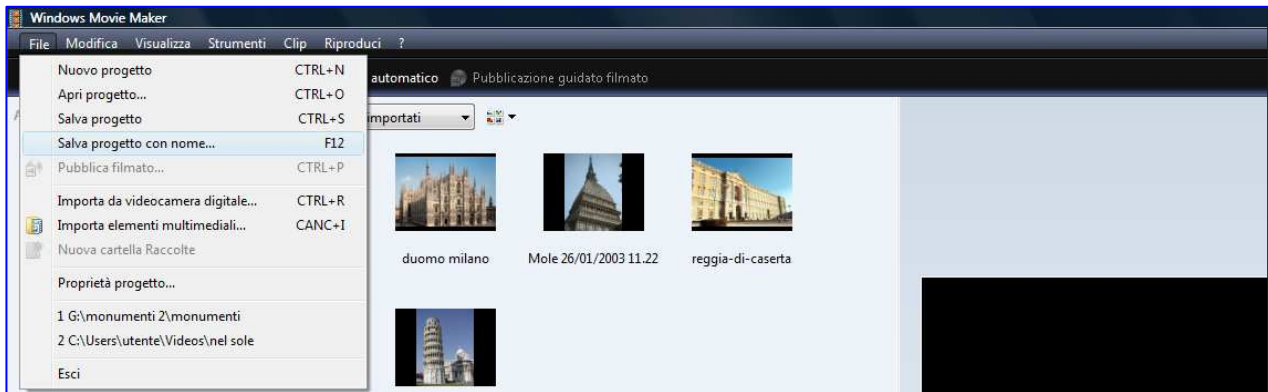 Windows Movie Maker
File Modifica Visualizza Strumenti Clip Riproduci ?
automatico Pubblicazione guidato filmato
importati
Nuovo progetto CTRL+N
Apri progetto... CTRL+O
Salva progetto CTRL+S
Salva progetto con nome... F12
Pubblica filmato... CTRL+P
Importa da videocamera digitale... CTRL+R
Importa elementi multimediali... CANC+I
Nuova cartella Raccolte
Proprietà progetto...
1 G:\monumenti 2\monumenti
2 C:\Users\utente\Videos\nel sole
Esci
duomo milano
Mole 26/01/2003 11.22
reggia-di-caserta